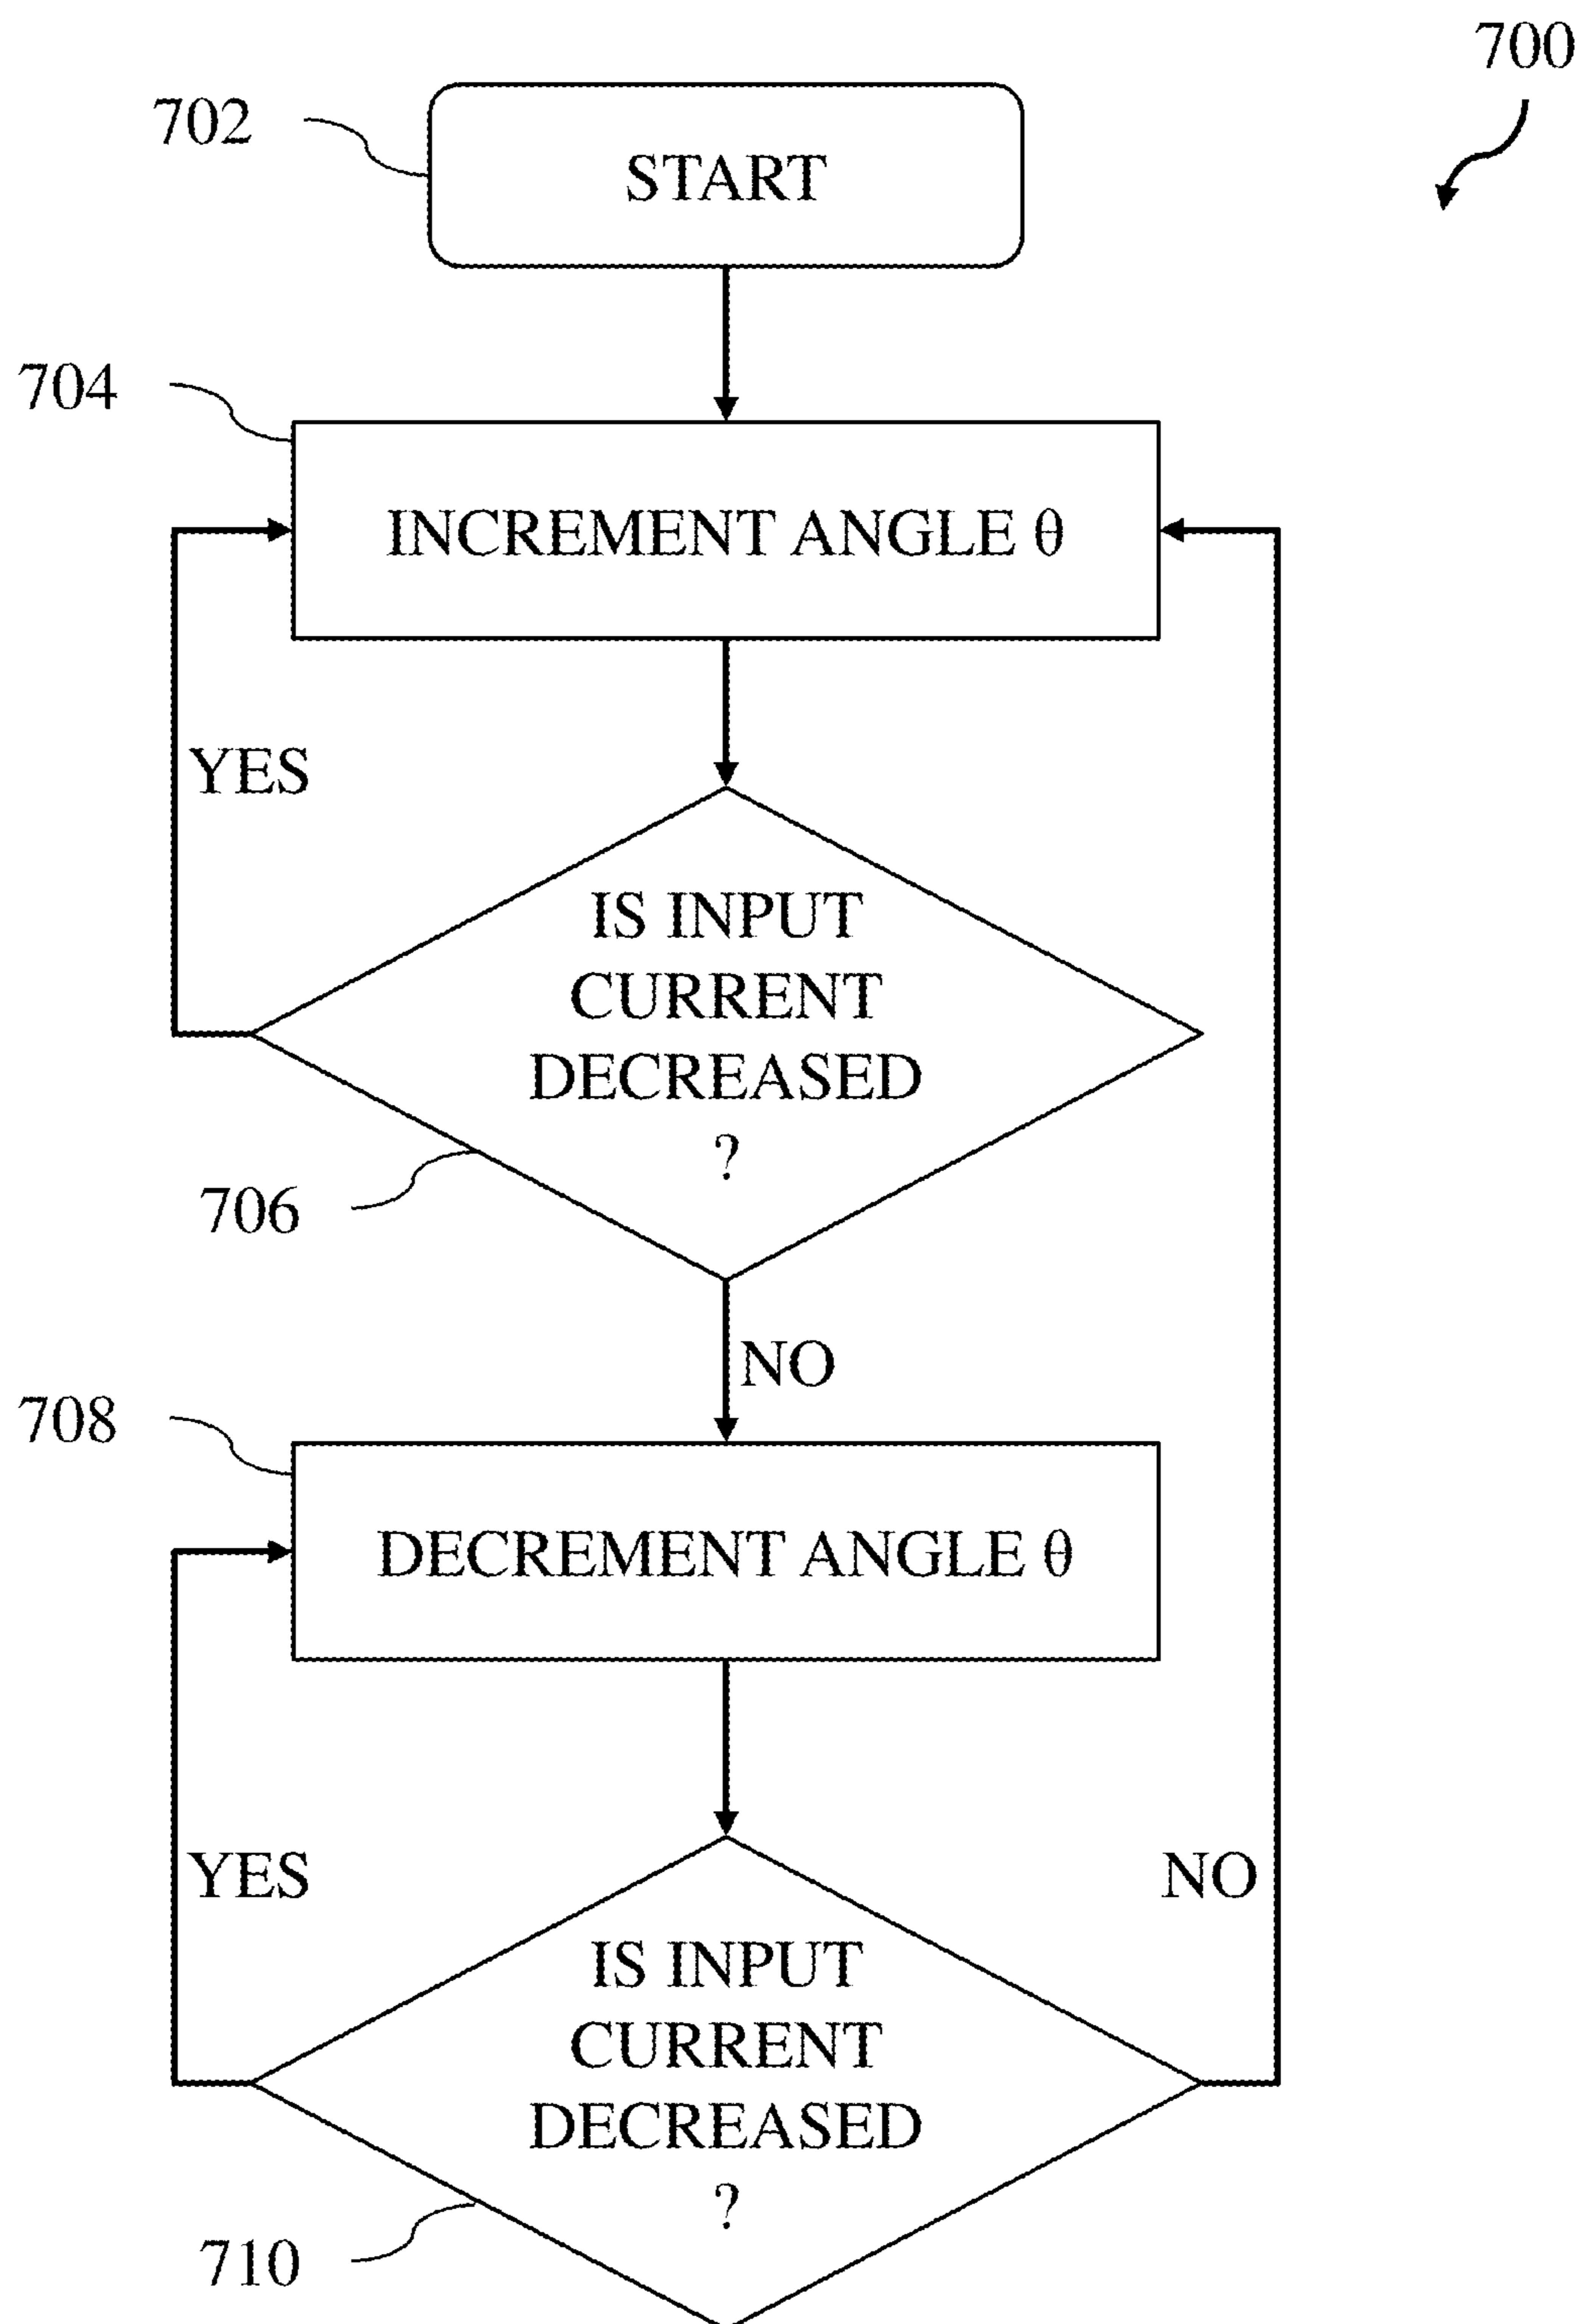 700
702
START
704
INCREMENT ANGLE θ
YES
IS INPUT
CURRENT
DECREASED
?
706
NO
708
DECREMENT ANGLE θ
YES
NO
IS INPUT
CURRENT
DECREASED
?
710